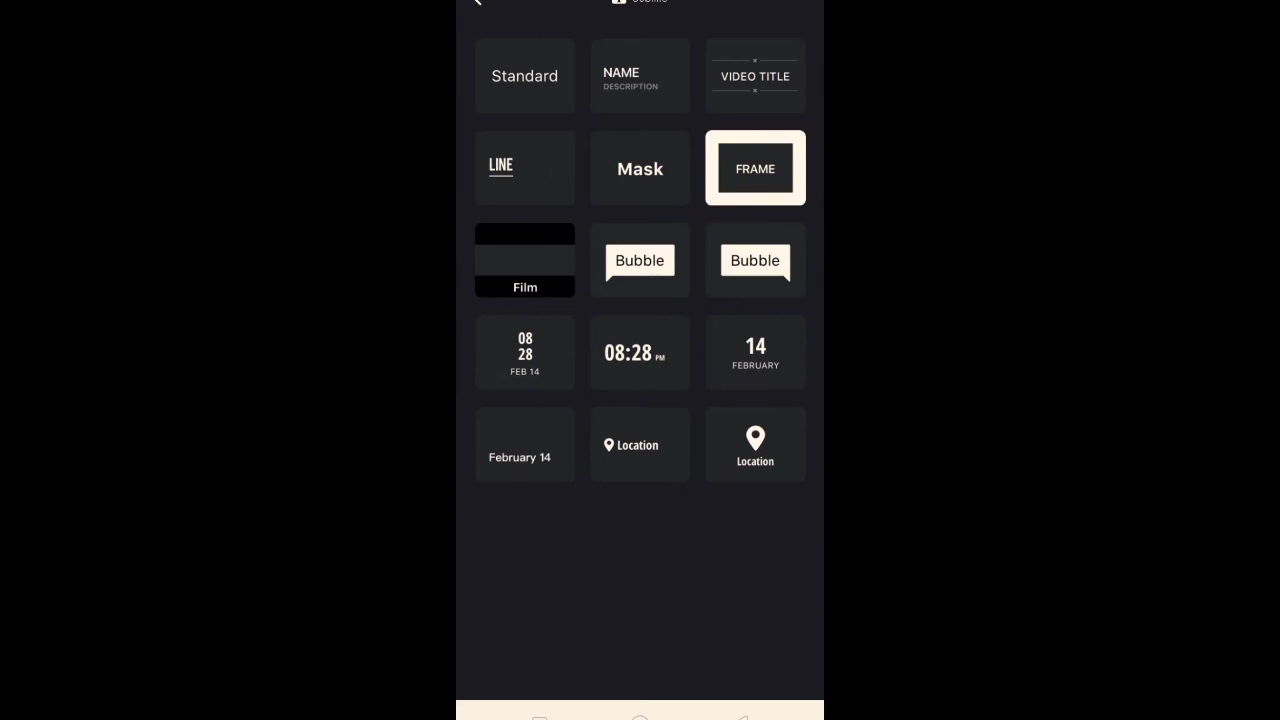 Standard
NAME
DESCRIPTION
VIDEO TITLE
LINE
Mask
FRAME
Film
Bubble
Bubble
08
28
FEB 14
08:28 PM
14
FEBRUARY
February 14
Location
Location